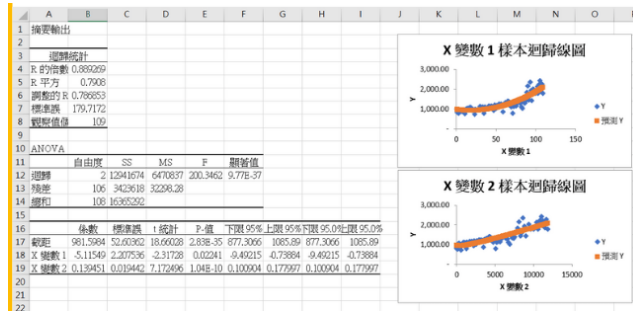 A B C D E F G H I J K L M N O
1 摘要輸出
2
3 迴歸統計
4 R 的倍數 0.889269
5 R 平方 0.7908
6 調整的 R 0.786853
7 標準誤 179.7172
8 觀察值個 109
9
10 ANOVA
11 自由度 SS MS F 顯著值
12 迴歸 2 12941674 6470837 200.3462 9.77E-37
13 殘差 106 3423618 32298.28
14 總和 108 16365292
15
16 係數 標準誤 t 統計 P-值 下限 95% 上限 95% 下限 95.0% 上限 95.0%
17 截距 981.5984 52.60362 18.66028 2.83E-35 877.3066 1085.89 877.3066 1085.89
18 X 變數 1 -5.11549 2.207536 -2.31728 0.02241 -9.49215 -0.73884 -9.49215 -0.73884
19 X 變數 2 0.139451 0.019442 7.172496 1.04E-10 0.100904 0.177997 0.100904 0.177997
20
21
22
X 變數 1 樣本迴歸線圖
3,000.00
2,000.00
1,000.00
Y
0 50 100 150
X 變數 1
Y
預測 Y
X 變數 2 樣本迴歸線圖
3,000.00
2,000.00
1,000.00
Y
0 5000 10000 15000
X 變數 2
Y
預測 Y